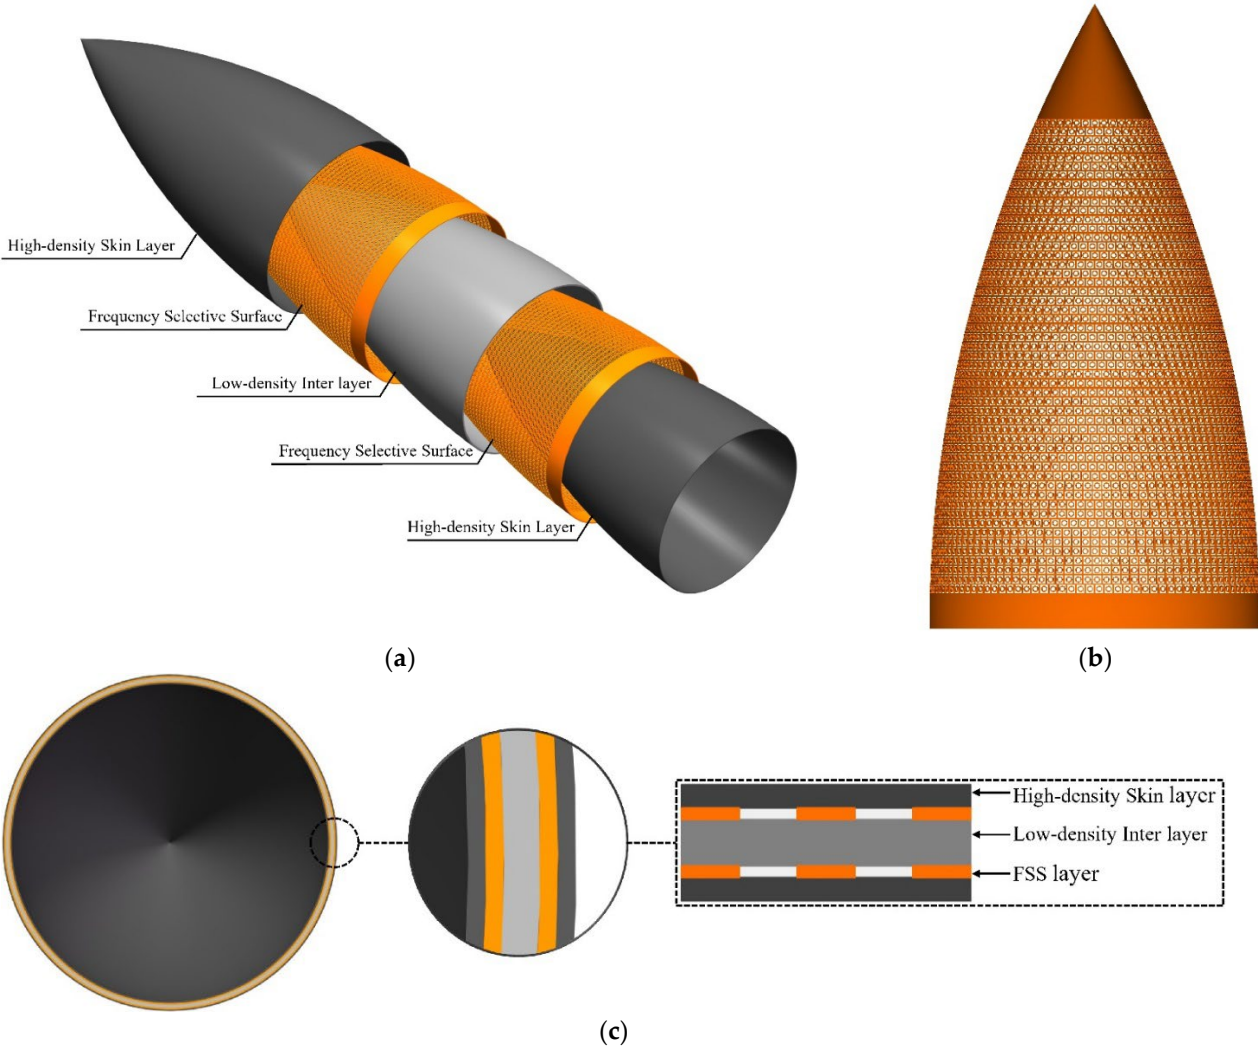 High-density Skin Layer
Frequency Selective Surface
Low-density Inter layer
Frequency Selective Surface
High-density Skin Layer
(a)
(b)
High-density Skin layer
Low-density Inter layer
FSS layer
(c)